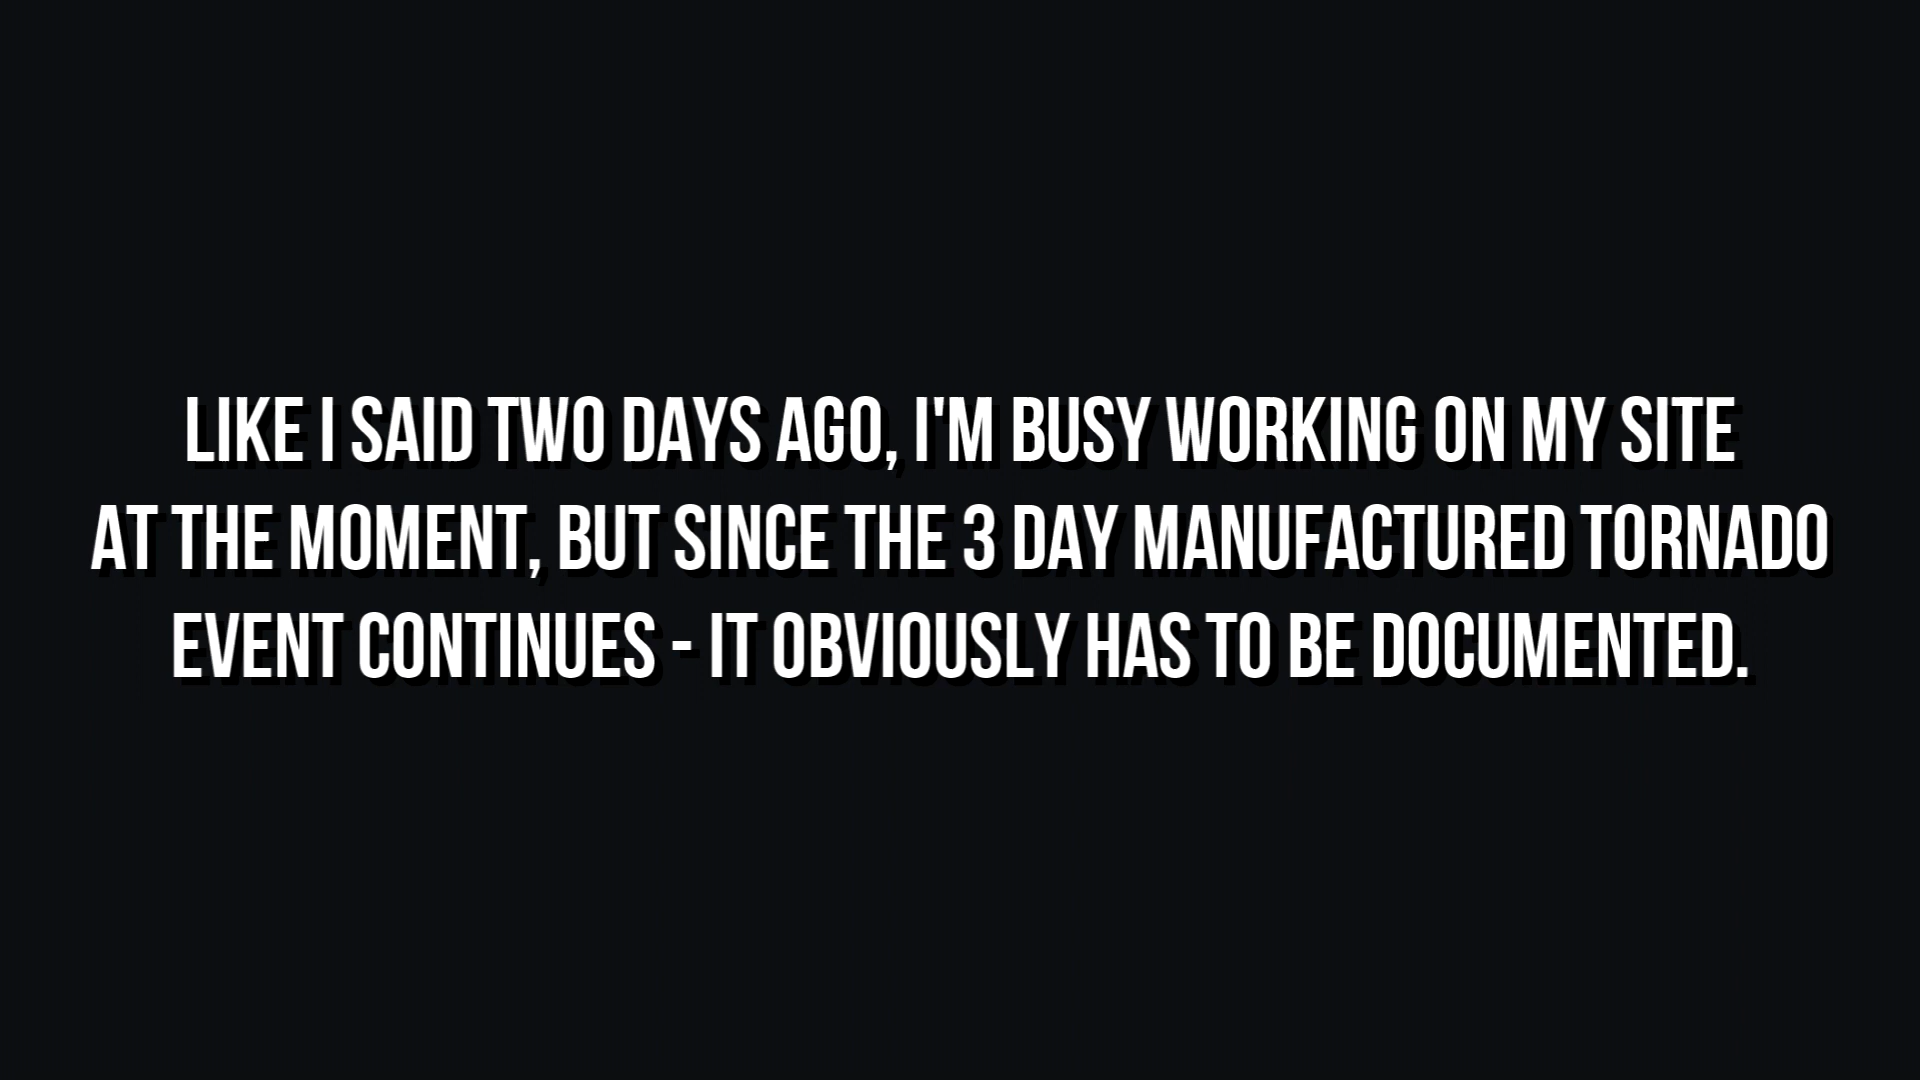 LIKE I SAID TWO DAYS AGO, I'M BUSY WORKING ON MY SITE
AT THE MOMENT, BUT SINCE THE 3 DAY MANUFACTURED TORNADO
EVENT CONTINUES - IT OBVIOUSLY HAS TO BE DOCUMENTED.